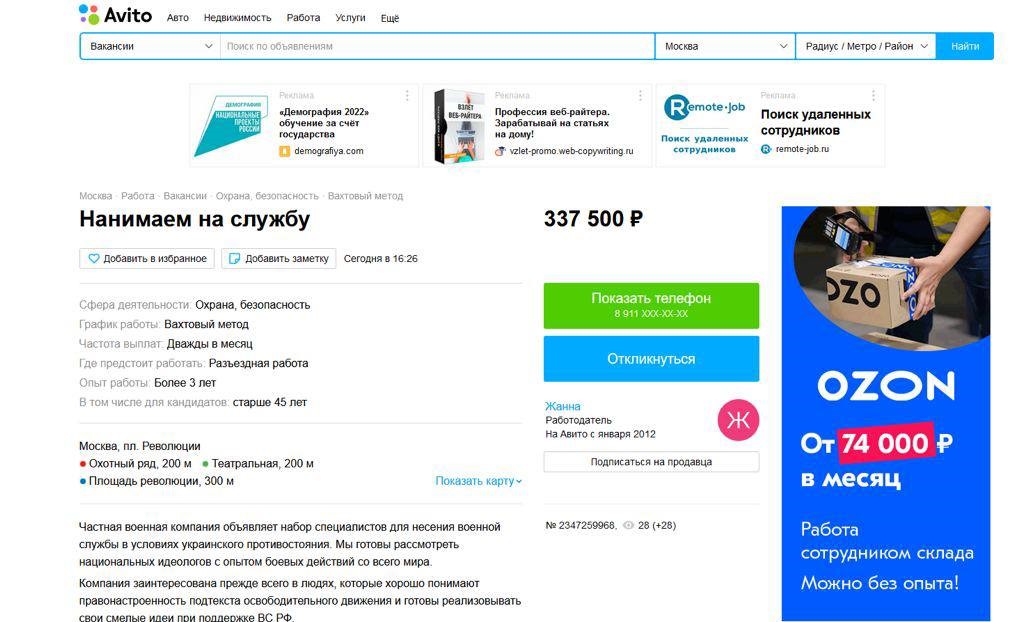 Avito
Авто Недвижимость Работа Услуги Ещё
Вакансии Поиск по объявлениям Москва Радиус / Метро / Район Найти
ДЕМОГРАФИЯ
НАЦИОНАЛЬНЫЕ
ПРОЕКТЫ
РОССИИ
Реклама
«Демография 2022»
обучение за счёт
государства
demografiya.com
ВЗЛЁТ
ВЕБ-РАЙТЕРА
Реклама
Профессия веб-райтера.
Зарабатывай на статьях
на дому!
vzlet-promo.web-copywriting.ru
Remote-Job
Поиск удаленных
сотрудников
Реклама
Поиск удаленных
сотрудников
remote-job.ru
Москва · Работа · Вакансии · Охрана, безопасность · Вахтовый метод
Нанимаем на службу
337 500 ₽
Добавить в избранное Добавить заметку Сегодня в 16:26
Сфера деятельности: Охрана, безопасность
График работы: Вахтовый метод
Частота выплат: Дважды в месяц
Где предстоит работать: Разъездная работа
Опыт работы: Более 3 лет
В том числе для кандидатов: старше 45 лет
Москва, пл. Революции
Охотный ряд, 200 м Театральная, 200 м
Площадь революции, 300 м Показать карту
Частная военная компания объявляет набор специалистов для несения военной
службы в условиях украинского противостояния. Мы готовы рассмотреть
национальных идеологов с опытом боевых действий со всего мира.
Компания заинтересована прежде всего в людях, которые хорошо понимают
правонастроенность подтекста освободительного движения и готовы реализовывать
свои смелые идеи при поддержке ВС РФ.
Показать телефон
8 911 XXX-XX-XX
Откликнуться
Жанна
Работодатель
На Авито с января 2012
Ж
Подписаться на продавца
№ 2347259968, 28 (+28)
OZO
OZON
От 74 000 ₽
в месяц
Работа
сотрудником склада
Можно без опыта!